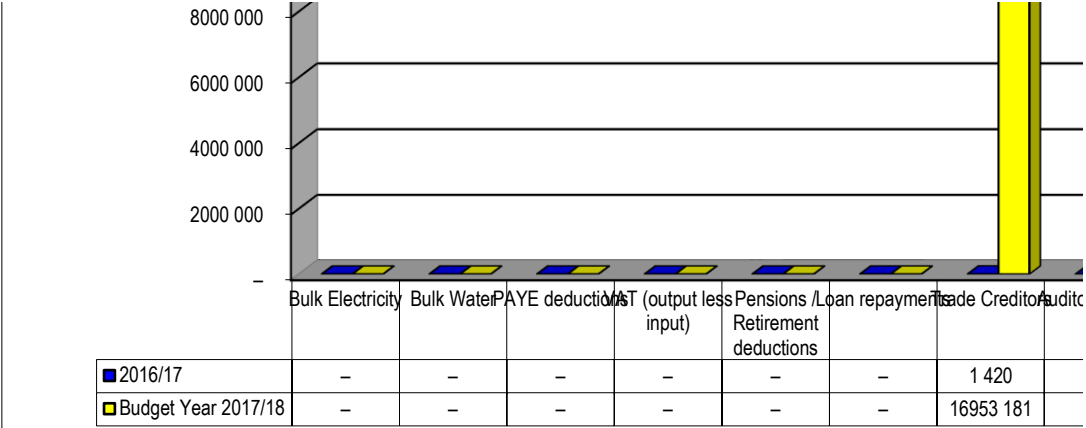 8000 000
6000 000
4000 000
2000 000
–
Bulk Electricity Bulk Water PAYE deductions VAT (output less input) Pensions / Retirement deductions Loan repayments Trade Creditors
2016/17 – – – – – – 1 420
Budget Year 2017/18 – – – – – – 16953 181